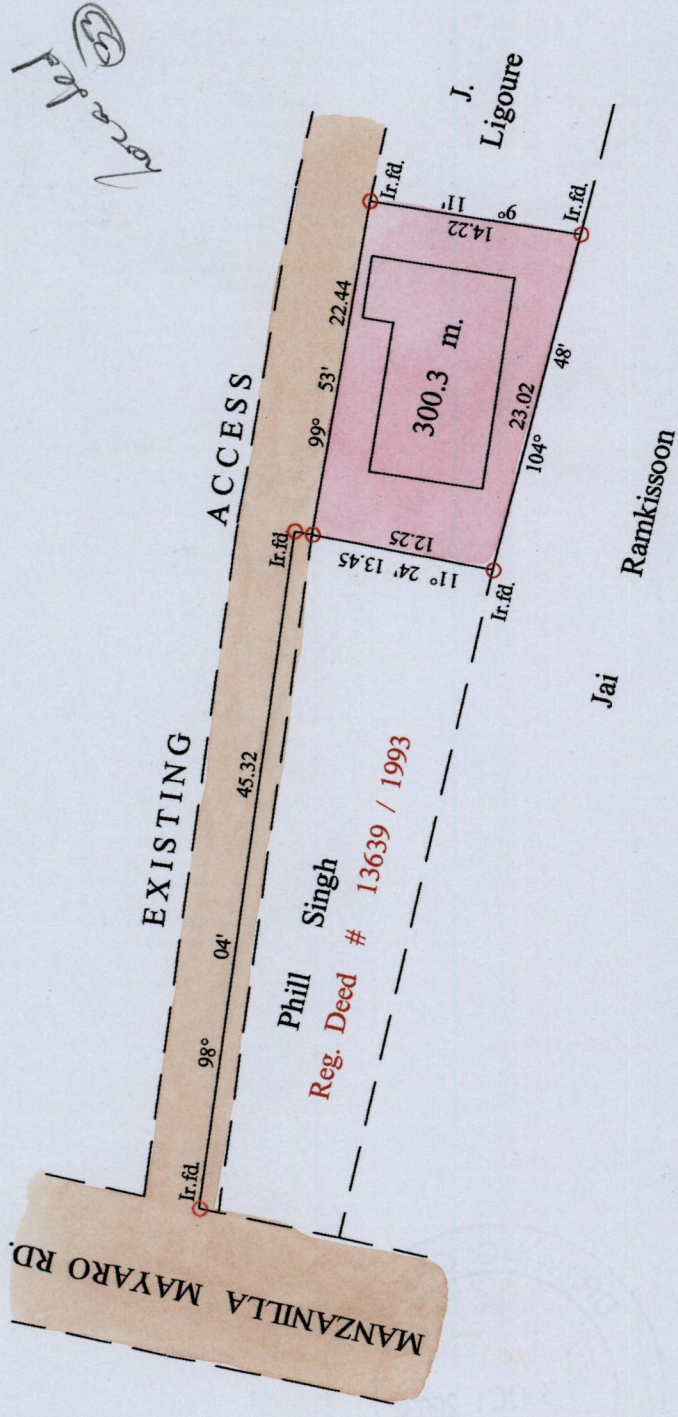 EXISTING ACCESS
MANZANILLA MAYARO RD.
Ir.fd.
98° 04' 45.32
Ir.fd.
99° 53' 22.44
Ir.fd.
11' 9°
14.22
Ir.fd.
J.
Ligoure
300.3 m.
12.25
11° 24' 13.45
Ir.fd.
104° 23.02 48'
Phill Singh
Reg. Deed # 13639 / 1993
Jai Ramkissoon